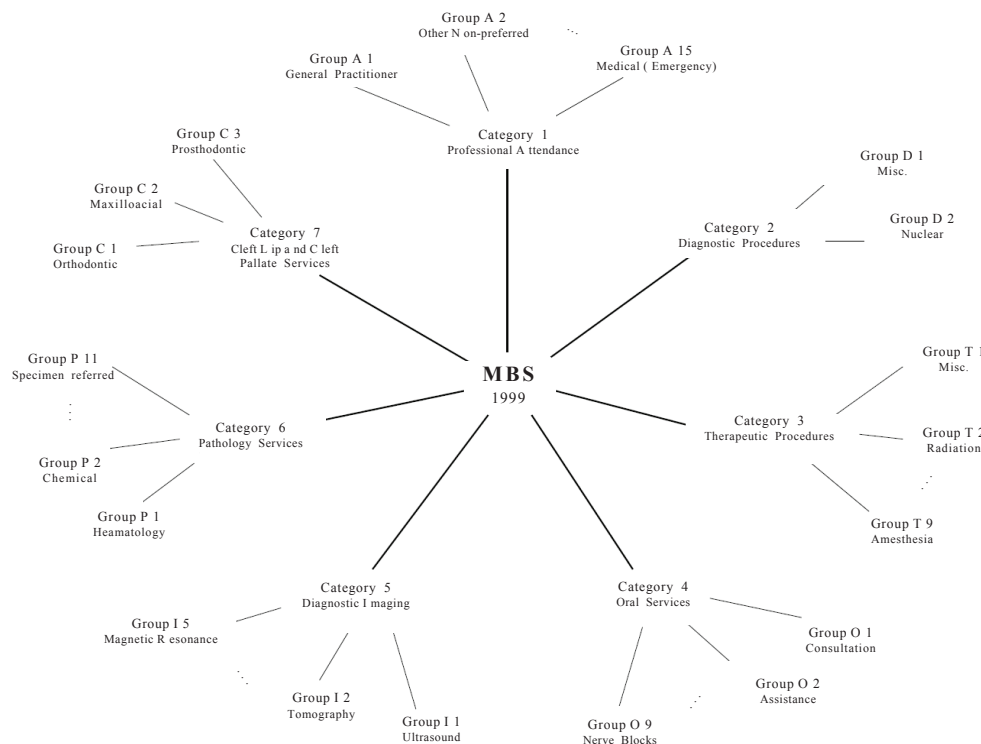 Group A 2
Other N on-preferred
Group A 1
General Practitioner
Group A 15
Medical ( Emergency)
Category 1
Professional A ttendance
Group C 3
Prosthodontic
Group C 2
Maxilloacial
Group C 1
Orthodontic
Category 7
Cleft L ip a nd C left
Pallate Services
Group D 1
Misc.
Group D 2
Nuclear
Category 2
Diagnostic Procedures
MBS
1999
Group P 11
Specimen referred
Category 6
Pathology Services
Group P 2
Chemical
Group P 1
Heamatology
Group T 1
Misc.
Category 3
Therapeutic Procedures
Group T 2
Radiation
Group T 9
Amesthesia
Category 5
Diagnostic I maging
Group I 5
Magnetic R esonance
Group I 2
Tomography
Group I 1
Ultrasound
Category 4
Oral Services
Group O 1
Consultation
Group O 2
Assistance
Group O 9
Nerve Blocks